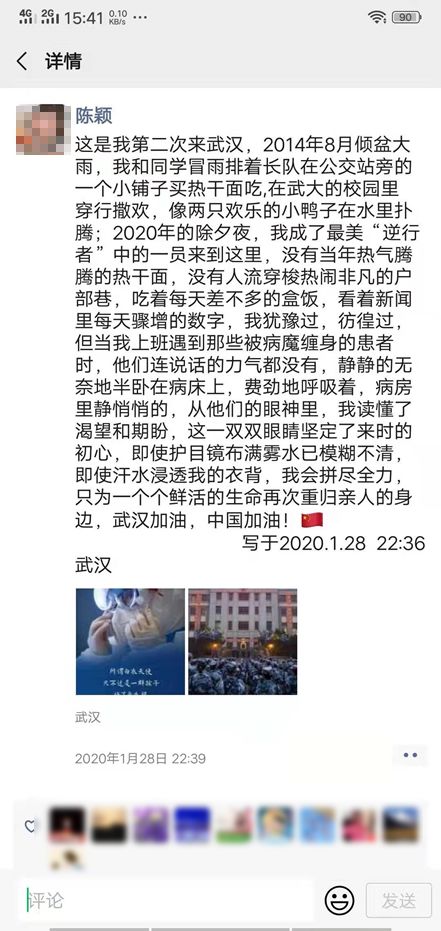 4G 2G 15:41 0.10 KB/s ... 90
详情
陈颖
这是我第二次来武汉，2014年8月倾盆大
雨，我和同学冒雨排着长队在公交站旁的
一个小铺子买热干面吃,在武大的校园里
穿行撒欢，像两只欢乐的小鸭子在水里扑
腾；2020年的除夕夜，我成了最美“逆行
者”中的一员来到这里，没有当年热气腾
腾的热干面，没有人流穿梭热闹非凡的户
部巷，吃着每天差不多的盒饭，看着新闻
里每天骤增的数字，我犹豫过，彷徨过，
但当我上班遇到那些被病魔缠身的患者
时，他们连说话的力气都没有，静静的无
奈地半卧在病床上，费劲地呼吸着，病房
里静悄悄的，从他们的眼神里，我读懂了
渴望和期盼，这一双双眼睛坚定了来时的
初心，即使护目镜布满雾水已模糊不清，
即使汗水浸透我的衣背，我会拼尽全力，
只为一个个鲜活的生命再次重归亲人的身
边，武汉加油，中国加油！🇨🇳
写于2020.1.28 22:36
武汉
所谓白衣天使
不过是一群孩子
武汉
2020年1月28日 22:39
评论
发送